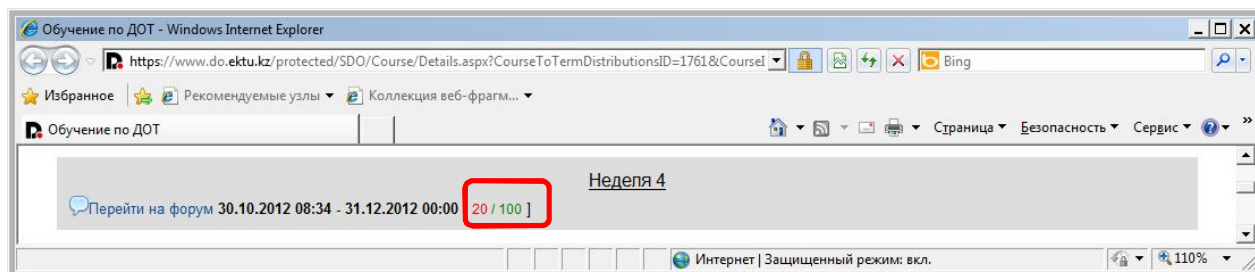 Обучение по ДОТ - Windows Internet Explorer
https://www.do.ektu.kz/protected/SDO/Course/Details.aspx?CourseToTermDistributionsID=1761&CourseI
Bing
Избранное Рекомендуемые узлы Коллекция веб-фрагм...
Обучение по ДОТ Страница Безопасность Сервис »
Неделя 4
Перейти на форум 30.10.2012 08:34 - 31.12.2012 00:00 20 / 100 ]
Интернет | Защищенный режим: вкл. 110%